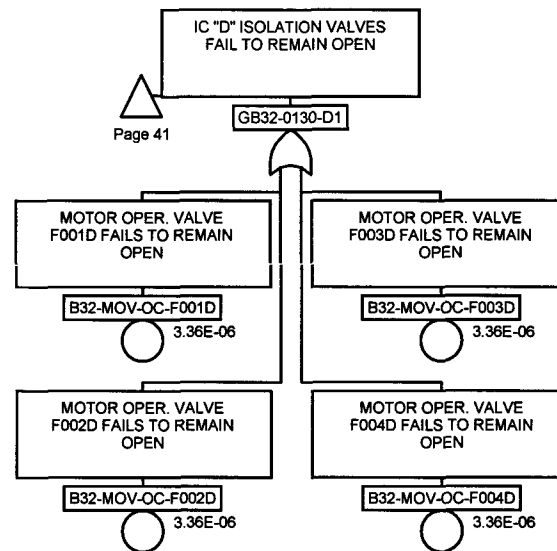 IC "D" ISOLATION VALVES
FAIL TO REMAIN OPEN
Page 41
GB32-0130-D1
MOTOR OPER. VALVE
F001D FAILS TO REMAIN
OPEN
B32-MOV-OC-F001D
3.36E-06
MOTOR OPER. VALVE
F003D FAILS TO REMAIN
OPEN
B32-MOV-OC-F003D
3.36E-06
MOTOR OPER. VALVE
F002D FAILS TO REMAIN
OPEN
B32-MOV-OC-F002D
3.36E-06
MOTOR OPER. VALVE
F004D FAILS TO REMAIN
OPEN
B32-MOV-OC-F004D
3.36E-06